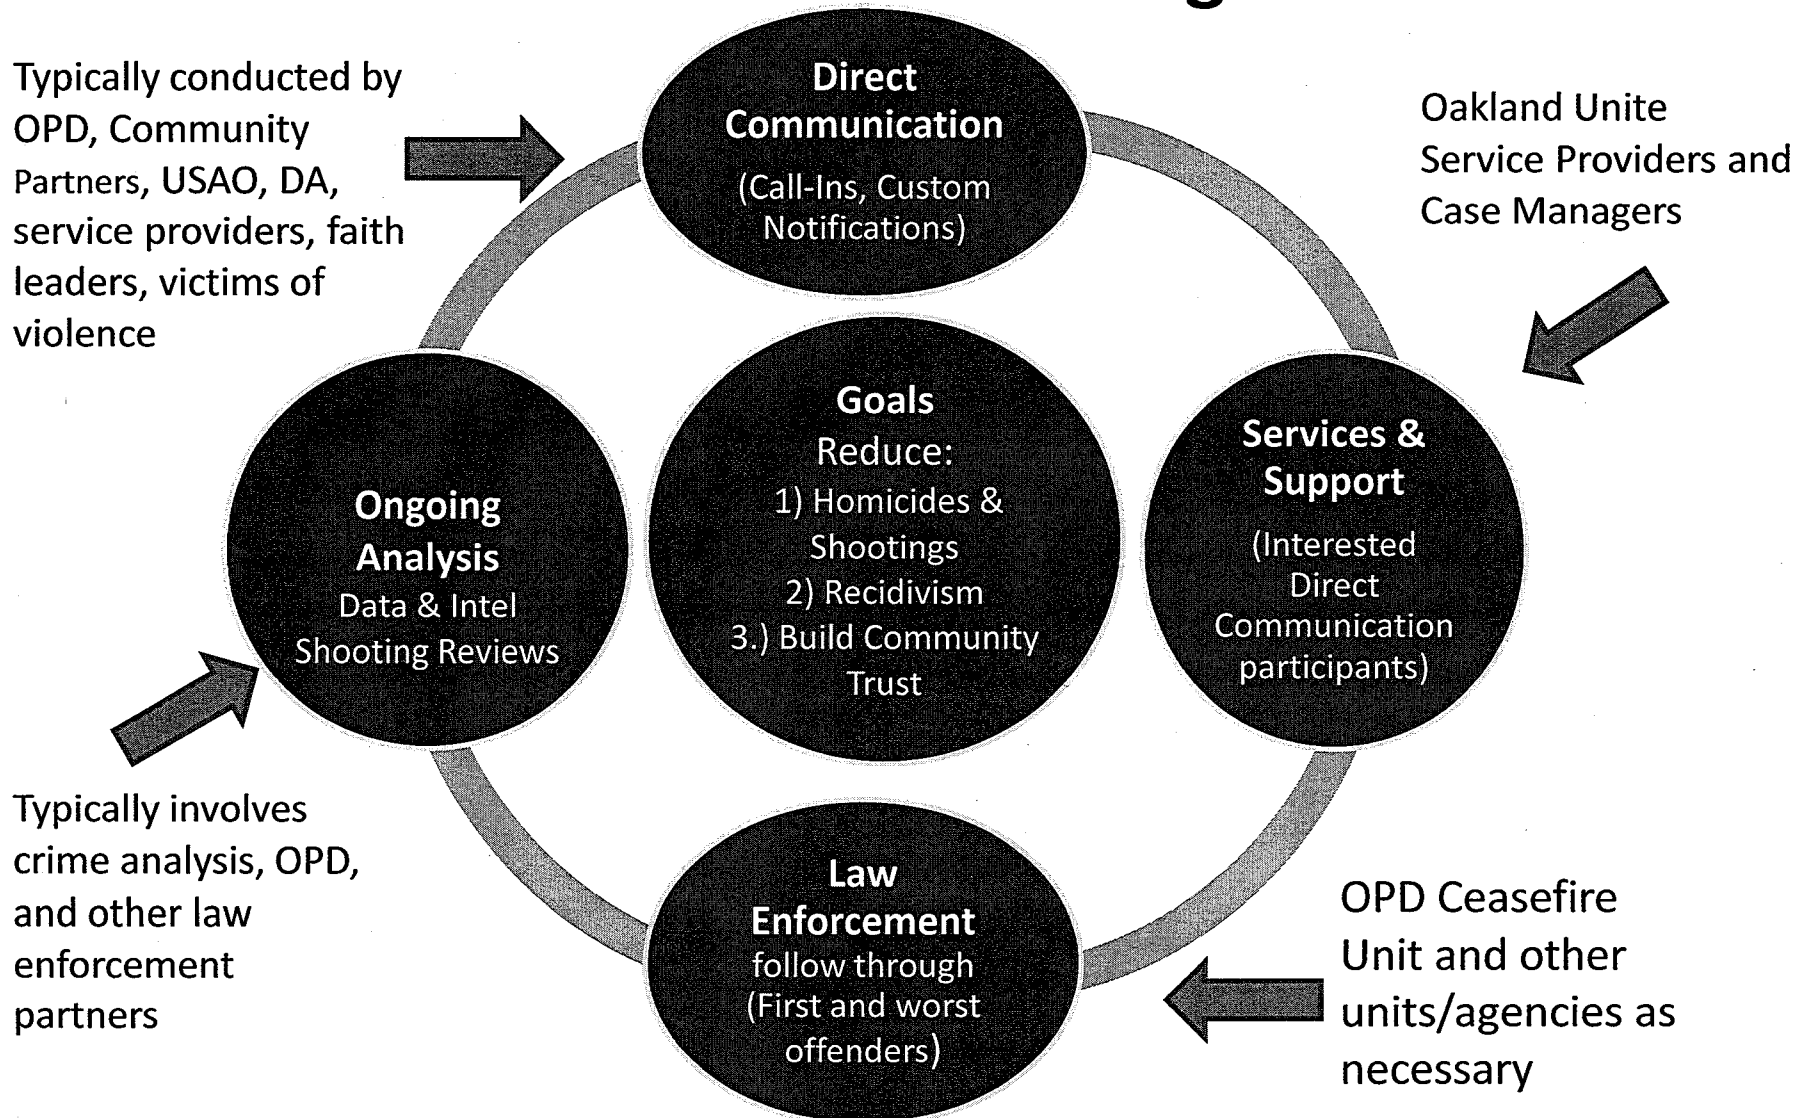 Typically conducted by
OPD, Community
Partners, USAO, DA,
service providers, faith
leaders, victims of
violence
Direct
Communication
(Call-Ins, Custom
Notifications)
Oakland Unite
Service Providers and
Case Managers
Ongoing
Analysis
Data & Intel
Shooting Reviews
Goals
Reduce:
1) Homicides &
Shootings
2) Recidivism
3.) Build Community
Trust
Services &
Support
(Interested
Direct
Communication
participants)
Typically involves
crime analysis, OPD,
and other law
enforcement
partners
Law
Enforcement
follow through
(First and worst
offenders)
OPD Ceasefire
Unit and other
units/agencies as
necessary